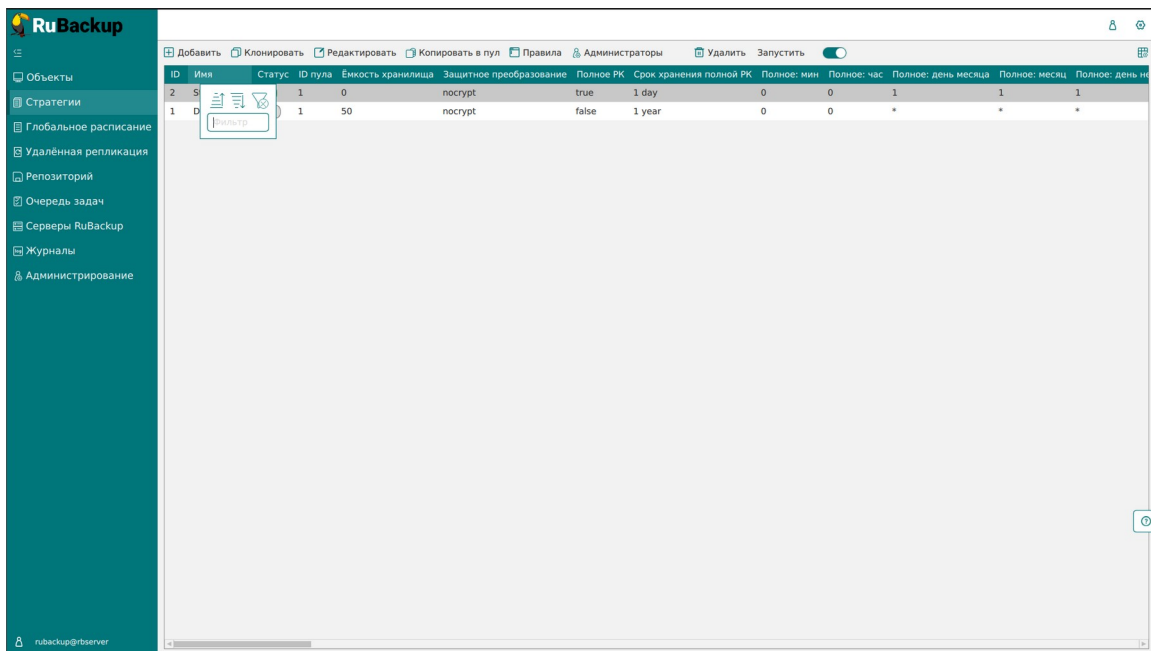 RuBackup
Добавить Клонировать Редактировать Копировать в пул Правила Администраторы Удалить Запустить
Объекты
Стратегии
Глобальное расписание
Удалённая репликация
Репозиторий
Очередь задач
Серверы RuBackup
Журналы
Администрирование
ID Имя Статус ID пула Ёмкость хранилища Защитное преобразование Полное РК Срок хранения полной РК Полное: мин Полное: час Полное: день месяца Полное: месяц Полное: день не
2 S 1 0 nocrypt true 1 day 0 0 1 1 1
1 D 1 50 nocrypt false 1 year 0 0 * * *
Фильтр
rubackup@rbserver